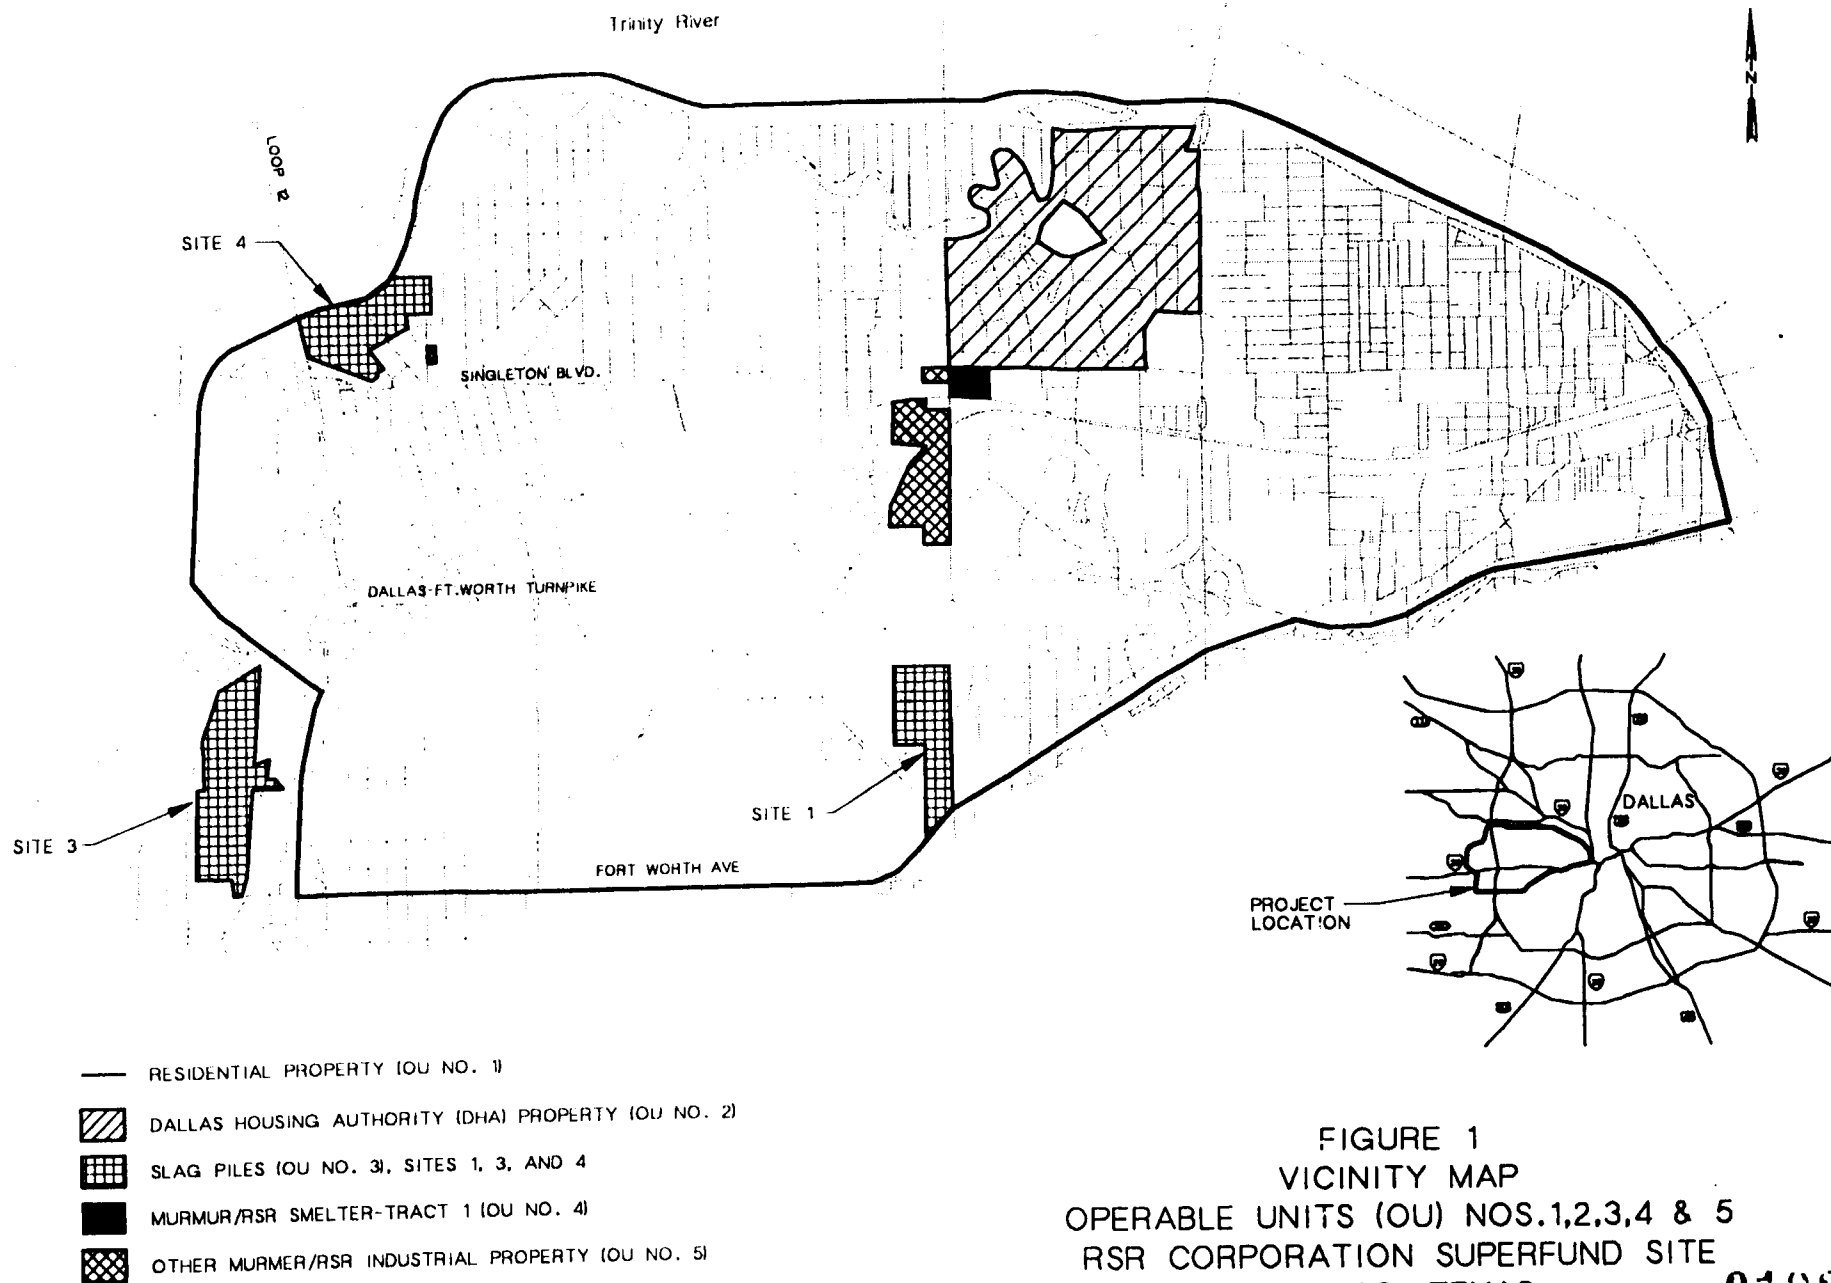 Trinity River
N
LOOP 12
SITE 4
SINGLETON BLVD.
DALLAS-FT.WORTH TURNPIKE
SITE 1
SITE 3
FORT WORTH AVE
DALLAS
PROJECT
LOCATION
RESIDENTIAL PROPERTY (OU NO. 1)
DALLAS HOUSING AUTHORITY (DHA) PROPERTY (OU NO. 2)
SLAG PILES (OU NO. 3), SITES 1, 3, AND 4
MURMUR/RSR SMELTER-TRACT 1 (OU NO. 4)
OTHER MURMER/RSR INDUSTRIAL PROPERTY (OU NO. 5)
FIGURE 1
VICINITY MAP
OPERABLE UNITS (OU) NOS.1,2,3,4 & 5
RSR CORPORATION SUPERFUND SITE